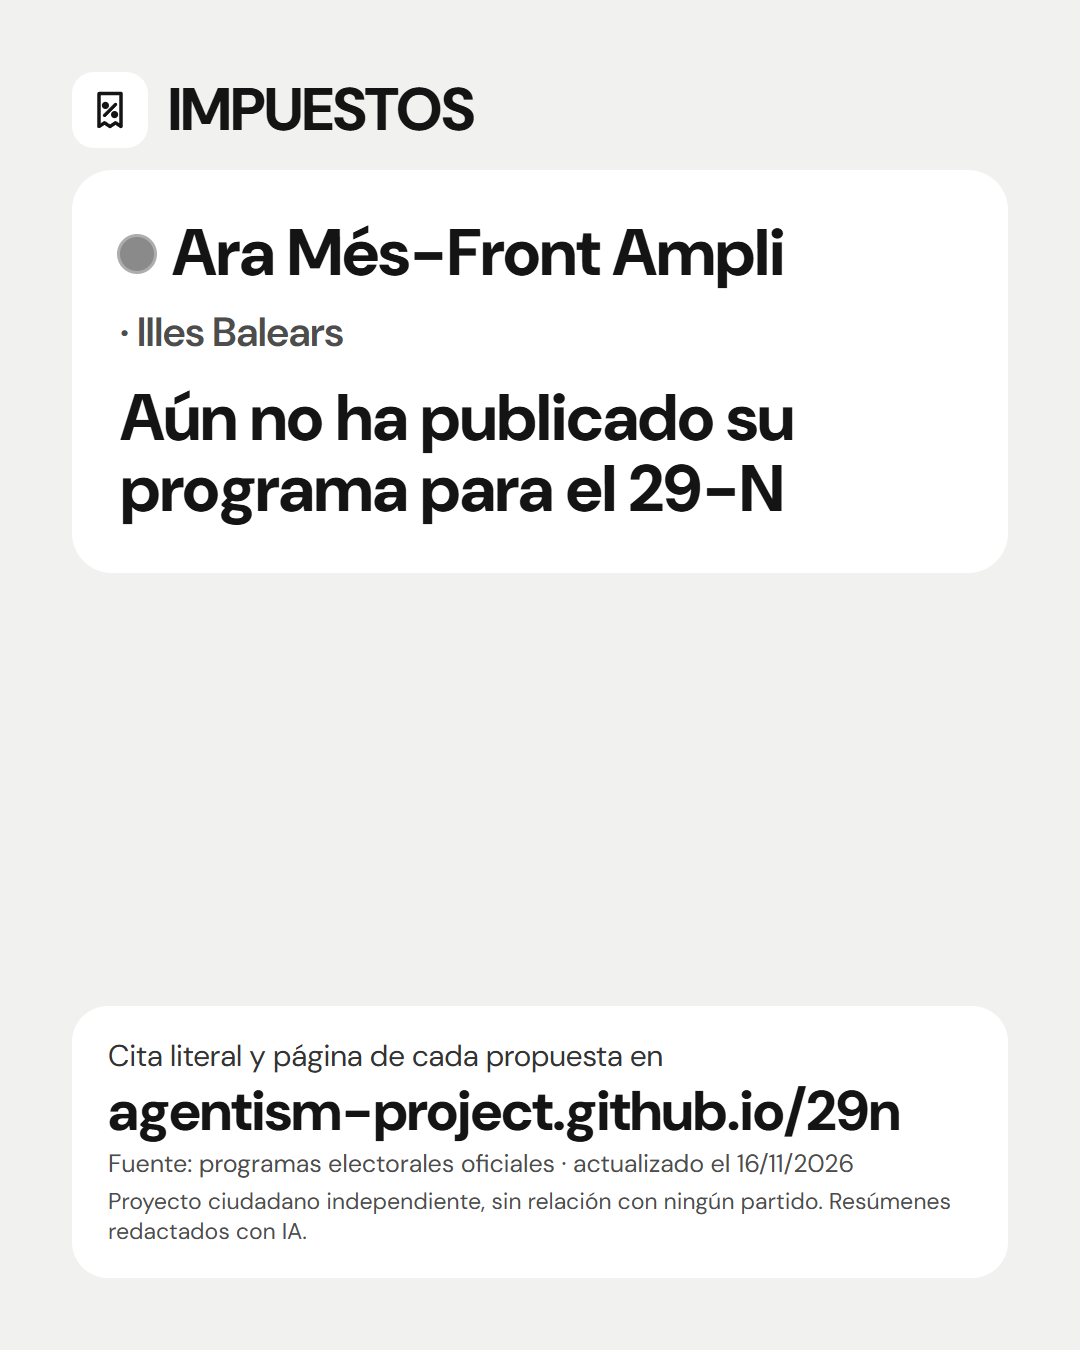 IMPUESTOS
Ara Més-Front Ampli
· Illes Balears
Aún no ha publicado su
programa para el 29-N
Cita literal y página de cada propuesta en
agentism-project.github.io/29n
Fuente: programas electorales oficiales · actualizado el 16/11/2026
Proyecto ciudadano independiente, sin relación con ningún partido. Resúmenes
redactados con IA.